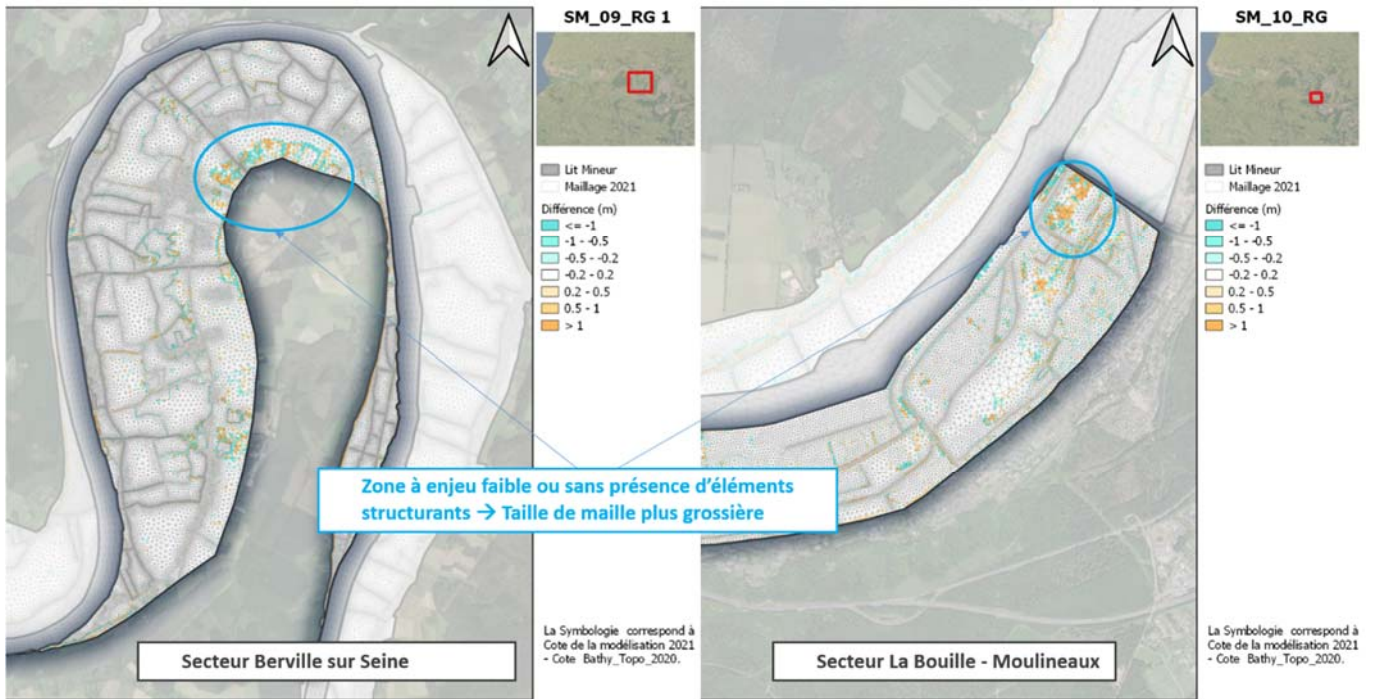 SM_09_RG 1
Lit Mineur
Maillage 2021
Différence (m)
<= -1
-1 - -0.5
-0.5 - -0.2
-0.2 - 0.2
0.2 - 0.5
0.5 - 1
> 1
La Symbologie correspond à
Cote de la modélisation 2021
- Cote Bathy_Topo_2020.
Secteur Berville sur Seine
Zone à enjeu faible ou sans présence d'éléments
structurants → Taille de maille plus grossière
SM_10_RG
Lit Mineur
Maillage 2021
Différence (m)
<= -1
-1 - -0.5
-0.5 - -0.2
-0.2 - 0.2
0.2 - 0.5
0.5 - 1
> 1
La Symbologie correspond à
Cote de la modélisation 2021
- Cote Bathy_Topo_2020.
Secteur La Bouille - Moulineaux